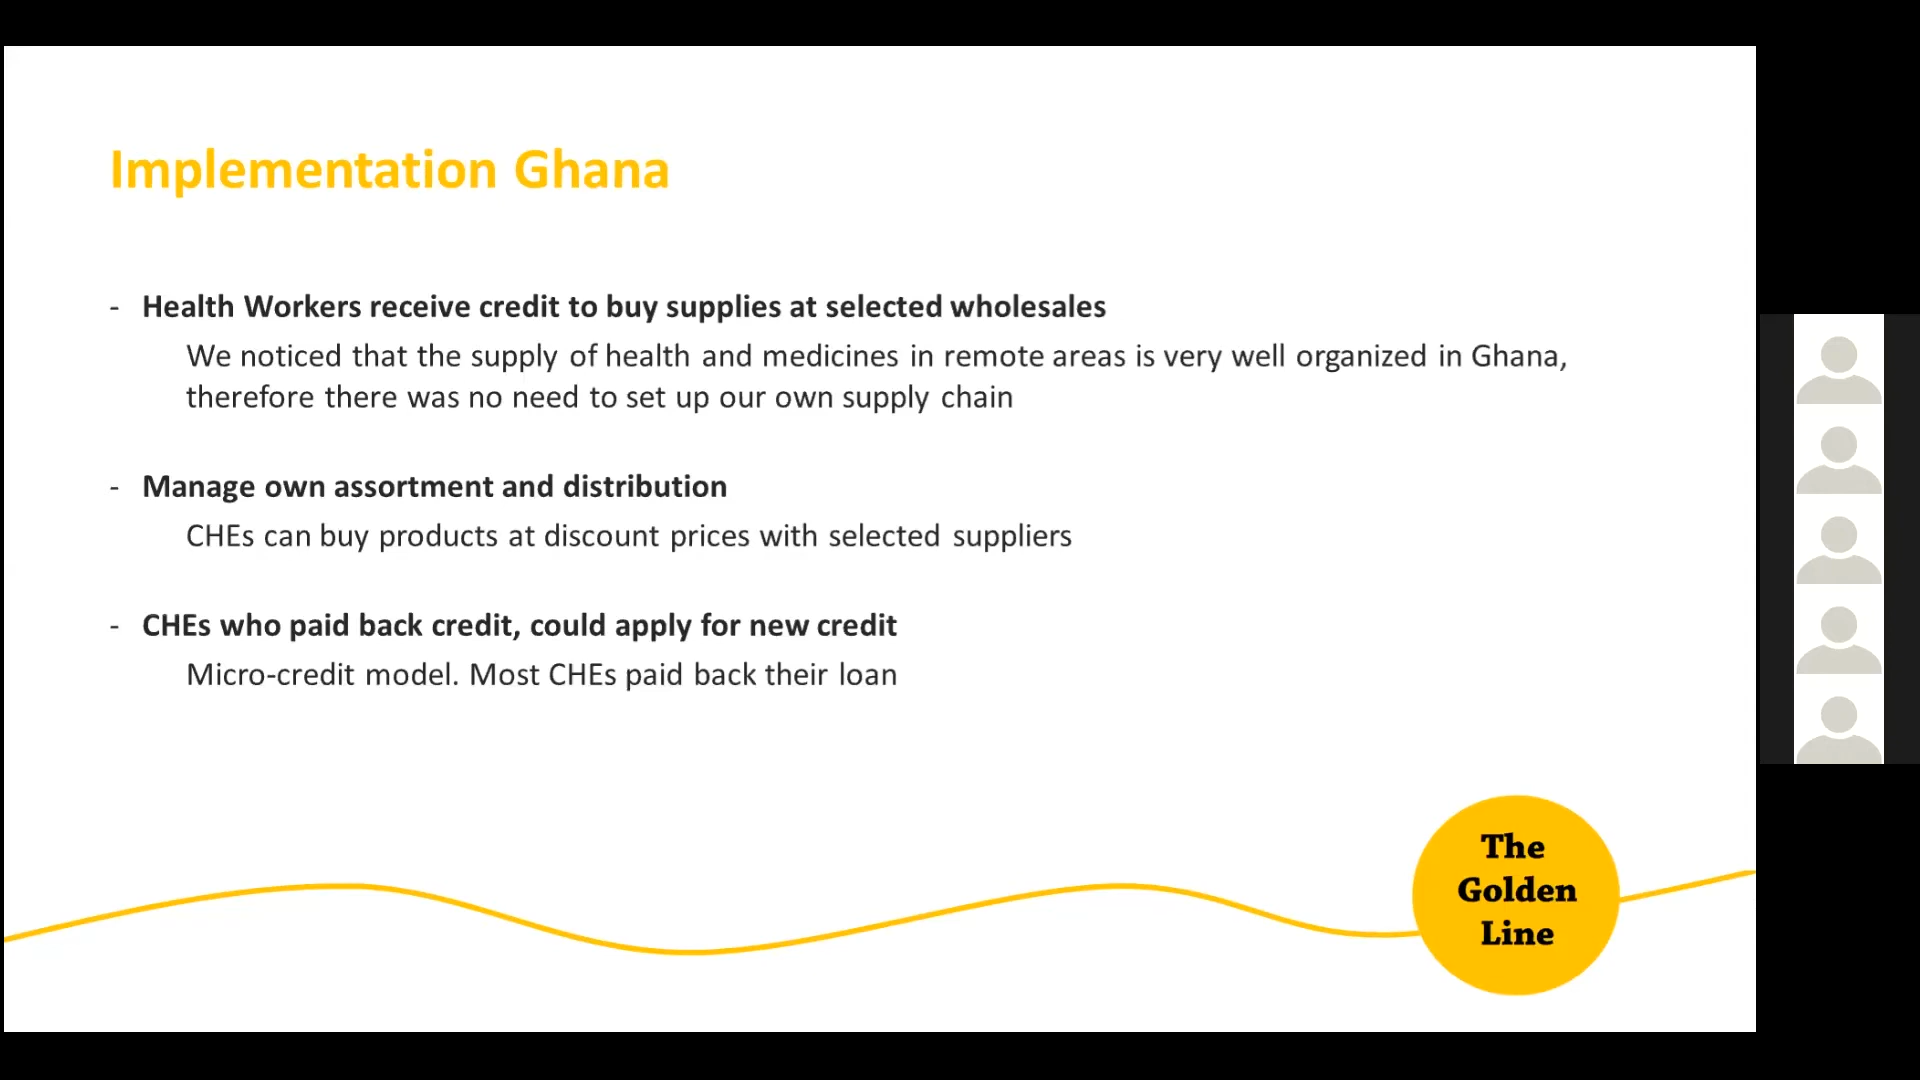 Implementation Ghana
- Health Workers receive credit to buy supplies at selected wholesales
We noticed that the supply of health and medicines in remote areas is very well organized in Ghana,
therefore there was no need to set up our own supply chain
- Manage own assortment and distribution
CHEs can buy products at discount prices with selected suppliers
- CHEs who paid back credit, could apply for new credit
Micro-credit model. Most CHEs paid back their loan
The
Golden
Line